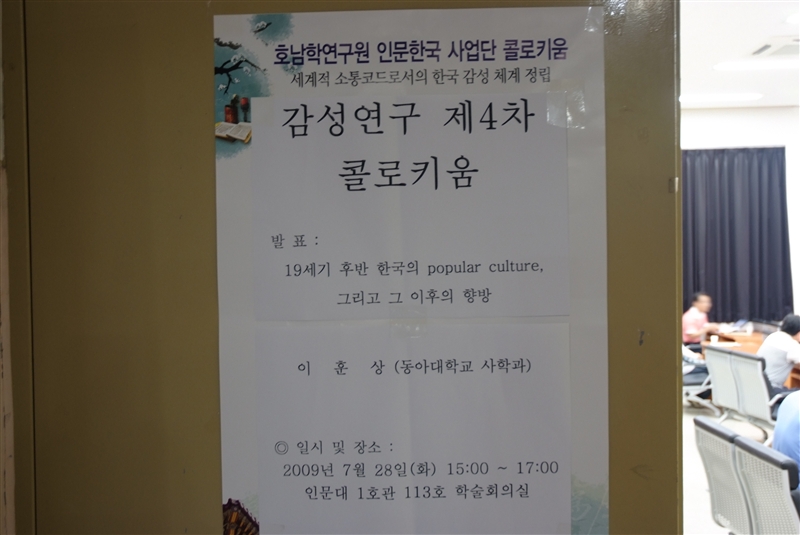 호남학연구원 인문한국 사업단 콜로키움
세계적 소통코드로서의 한국 감성 체계 정립
감성연구 제4차
콜로키움
발 표 :
19세기 후반 한국의 popular culture,
그리고 그 이후의 향방
이 훈 상 (동아대학교 사학과)
◎ 일시 및 장소 :
2009년 7월 28일(화) 15:00 ~ 17:00
인문대 1호관 113호 학술회의실